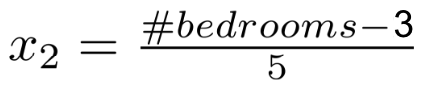 x₂ = (#bedrooms−3)/5